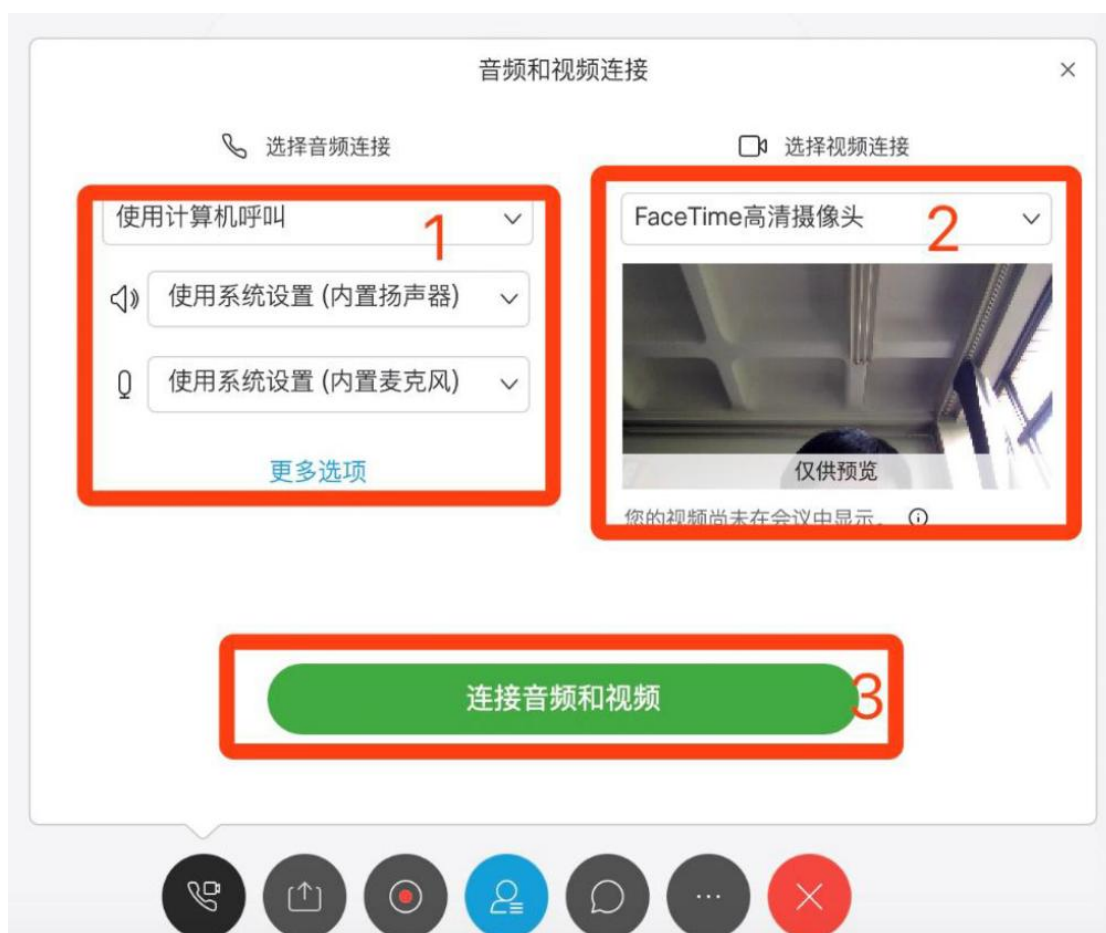 音频和视频连接
选择音频连接
选择视频连接
使用计算机呼叫
1
使用系统设置 (内置扬声器)
使用系统设置 (内置麦克风)
更多选项
FaceTime高清摄像头
2
仅供预览
您的视频尚未在会议中显示。
连接音频和视频
3